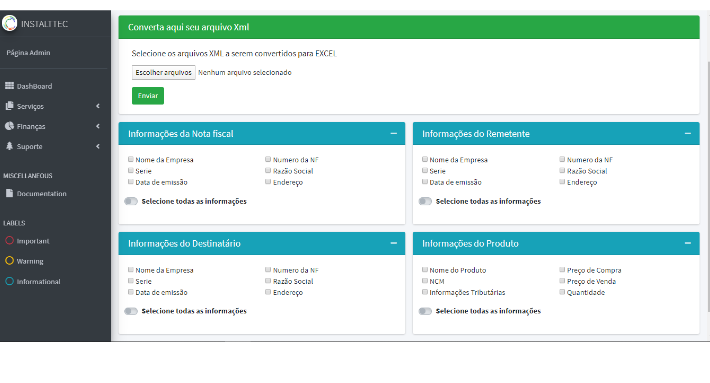 INSTALTTEC
Página Admin
DashBoard
Serviços
Finanças
Suporte
MISCELLANEOUS
Documentation
LABELS
Important
Warning
Informational
Converta aqui seu arquivo Xml
Selecione os arquivos XML a serem convertidos para EXCEL
Escolher arquivos Nenhum arquivo selecionado
Enviar
Informações da Nota fiscal
Nome da Empresa Numero da NF
Serie Razão Social
Data de emissão Endereço
Selecione todas as informações
Informações do Remetente
Nome da Empresa Numero da NF
Serie Razão Social
Data de emissão Endereço
Selecione todas as informações
Informações do Destinatário
Nome da Empresa Numero da NF
Serie Razão Social
Data de emissão Endereço
Selecione todas as informações
Informações do Produto
Nome do Produto Preço de Compra
NCM Preço de Venda
Informações Tributárias Quantidade
Selecione todas as informações